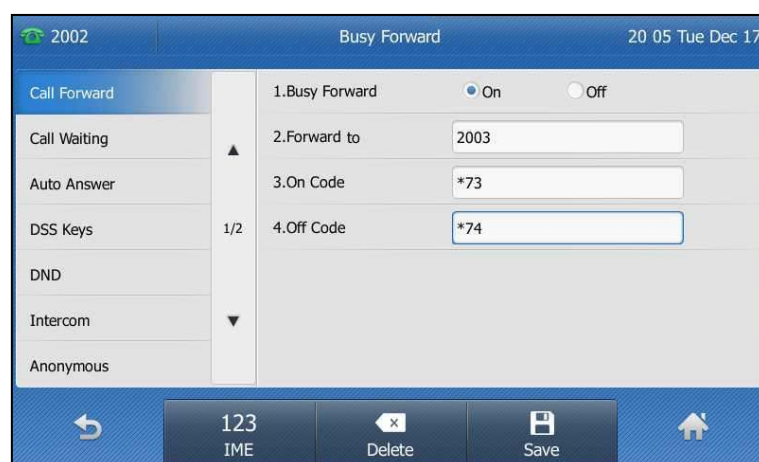 2002
Busy Forward
20 05 Tue Dec 17
Call Forward
Call Waiting
Auto Answer
DSS Keys
DND
Intercom
Anonymous
1/2
1.Busy Forward
On
Off
2.Forward to
2003
3.On Code
*73
4.Off Code
*74
123
IME
Delete
Save